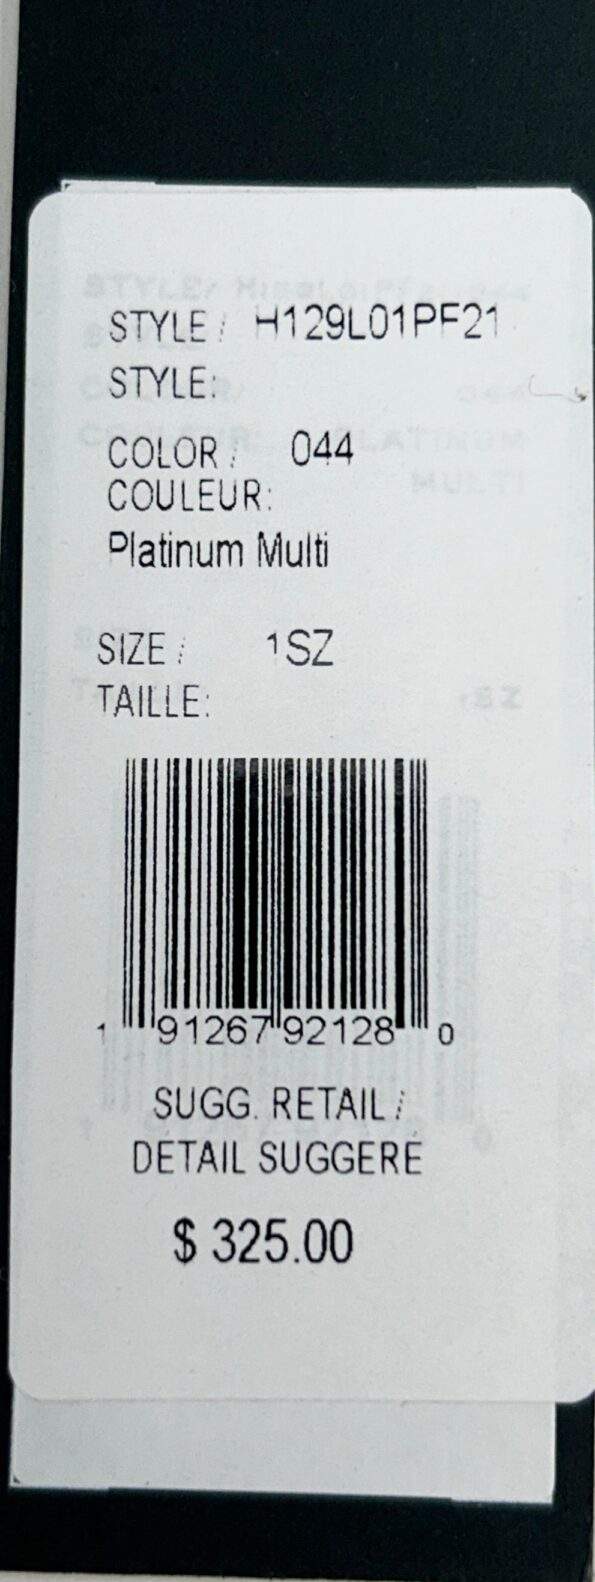 STYLE / H129L01PF21
STYLE:
COLOR / 044
COULEUR:
Platinum Multi
SIZE / 1SZ
TAILLE:
1 91267 92128 0
SUGG. RETAIL /
DETAIL SUGGERE
$ 325.00